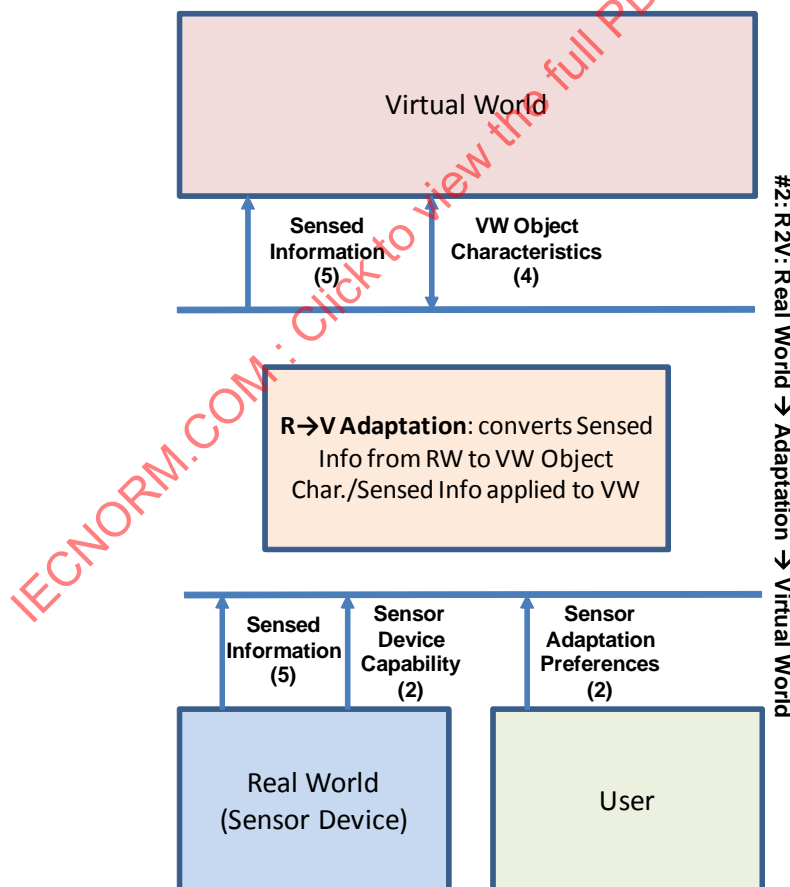 Virtual World
Sensed
Information
(5)
VW Object
Characteristics
(4)
R→V Adaptation: converts Sensed
Info from RW to VW Object
Char./Sensed Info applied to VW
Sensed
Information
(5)
Sensor
Device
Capability
(2)
Sensor
Adaptation
Preferences
(2)
Real World
(Sensor Device)
User
#2: R2V: Real World → Adaptation → Virtual World
IECNORM.COM : Click to view the full